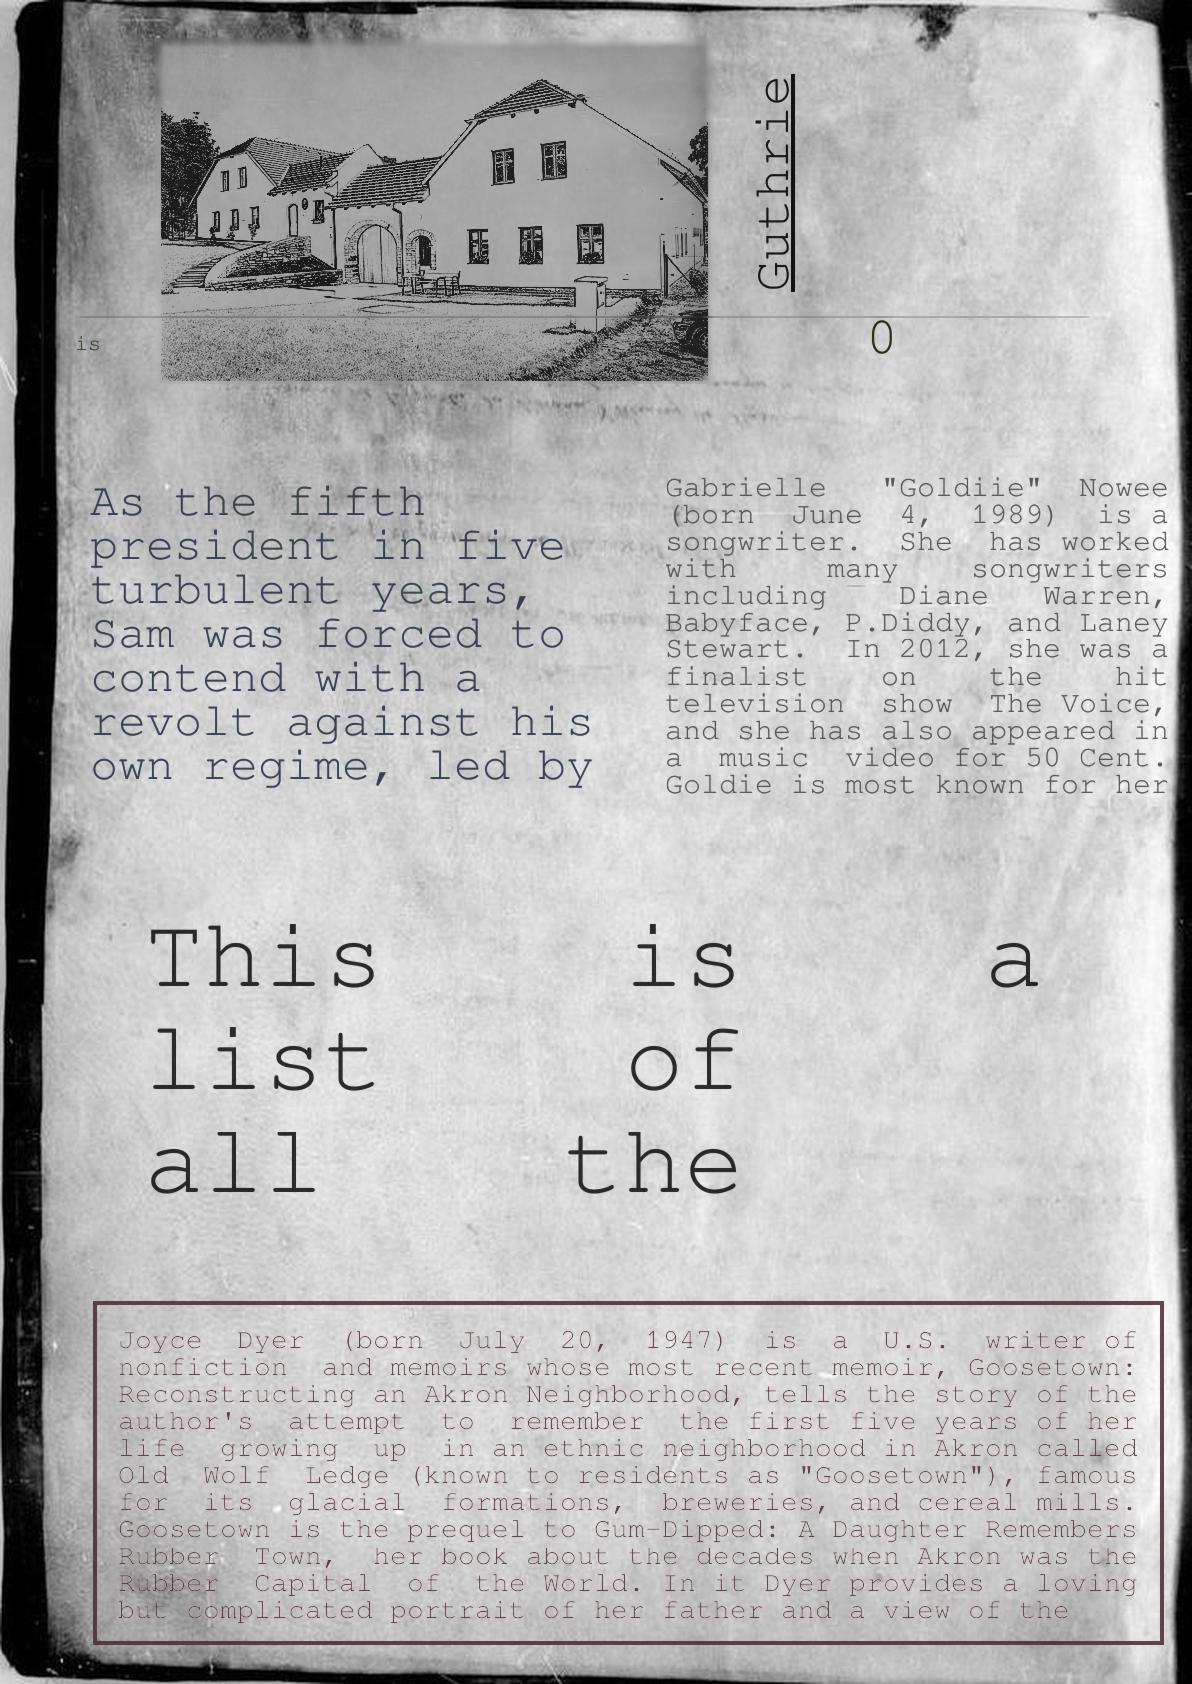 Guthrie
is
0
As the fifth
president in five
turbulent years,
Sam was forced to
contend with a
revolt against his
own regime, led by
Gabrielle "Goldiie" Nowee
(born June 4, 1989) is a
songwriter. She has worked
with many songwriters
including Diane Warren,
Babyface, P.Diddy, and Laney
Stewart. In 2012, she was a
finalist on the hit
television show The Voice,
and she has also appeared in
a music video for 50 Cent.
Goldie is most known for her
This is a
list of
all the
Joyce Dyer (born July 20, 1947) is a U.S. writer of
nonfiction and memoirs whose most recent memoir, Goosetown:
Reconstructing an Akron Neighborhood, tells the story of the
author's attempt to remember the first five years of her
life growing up in an ethnic neighborhood in Akron called
Old Wolf Ledge (known to residents as "Goosetown"), famous
for its glacial formations, breweries, and cereal mills.
Goosetown is the prequel to Gum-Dipped: A Daughter Remembers
Rubber Town, her book about the decades when Akron was the
Rubber Capital of the World. In it Dyer provides a loving
but complicated portrait of her father and a view of the